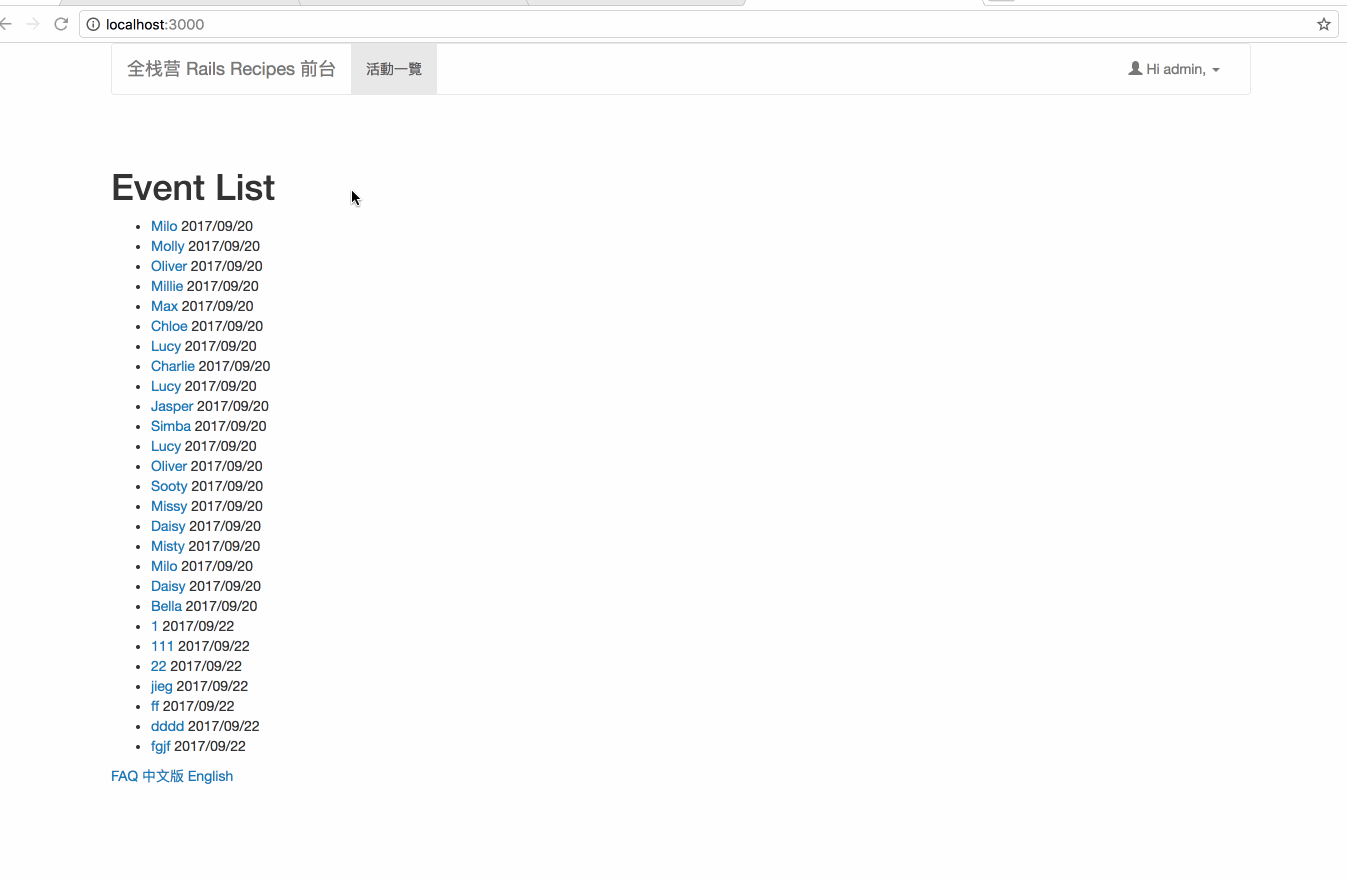 localhost:3000
全栈营 Rails Recipes 前台 活動一覽 Hi admin,
Event List
Milo 2017/09/20
Molly 2017/09/20
Oliver 2017/09/20
Millie 2017/09/20
Max 2017/09/20
Chloe 2017/09/20
Lucy 2017/09/20
Charlie 2017/09/20
Lucy 2017/09/20
Jasper 2017/09/20
Simba 2017/09/20
Lucy 2017/09/20
Oliver 2017/09/20
Sooty 2017/09/20
Missy 2017/09/20
Daisy 2017/09/20
Misty 2017/09/20
Milo 2017/09/20
Daisy 2017/09/20
Bella 2017/09/20
1 2017/09/22
111 2017/09/22
22 2017/09/22
jieg 2017/09/22
ff 2017/09/22
dddd 2017/09/22
fgjf 2017/09/22
FAQ 中文版 English